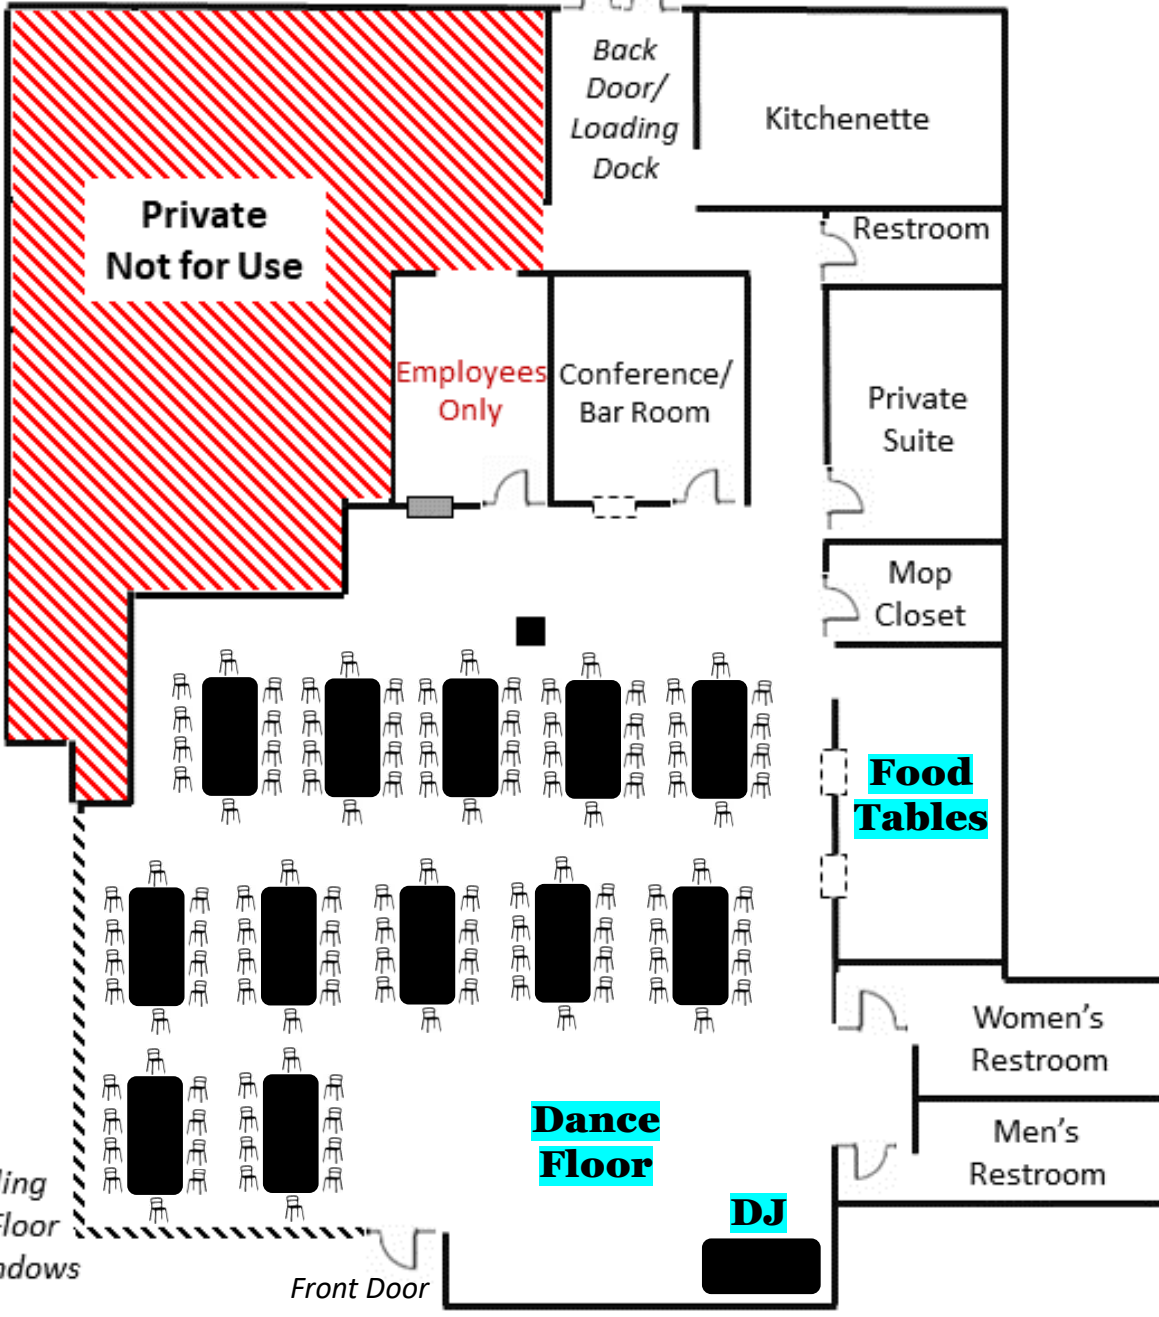 Back
Door/
Loading
Dock
Kitchenette
Private
Not for Use
Restroom
Employees
Only
Conference/
Bar Room
Private
Suite
Mop
Closet
Food
Tables
Women's
Restroom
Dance
Floor
Men's
Restroom
DJ
Floor
Front Door